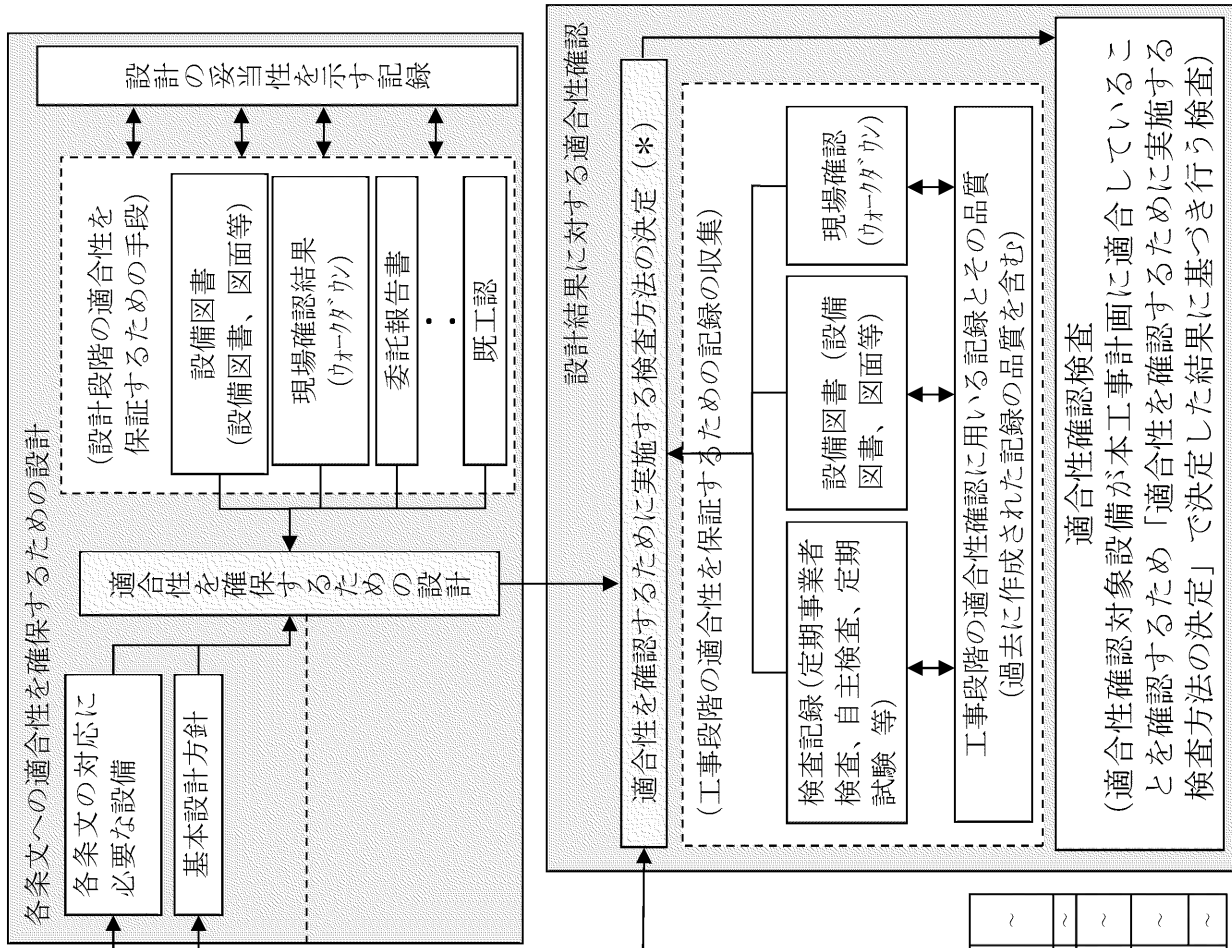 各条文への適合性を確保するための設計
各条文の対応に
必要な設備
基本設計方針
適合性を確保するための設計
(設計段階の適合性を
保証するための手段)
設備図書
(設備図書、図面等)
現場確認結果
(ｳｫｰｸﾀﾞｳﾝ)
委託報告書
・・
既工認
設計の妥当性を示す記録
設計結果に対する適合性確認
適合性を確認するために実施する検査方法の決定 (＊)
(工事段階の適合性を保証するための記録の収集)
検査記録 (定期事業者
検査、自主検査、定期
試験 等)
設備図書 (設備
図書、図面等)
現場確認
(ｳｫｰｸﾀﾞｳﾝ)
工事段階の適合性確認に用いる記録とその品質
(過去に作成された記録の品質を含む)
適合性確認検査
(適合性確認対象設備が本工事計画に適合しているこ
とを確認するため「適合性を確認するために実施する
検査方法の決定」で決定した結果に基づき行う検査)
～
～
～
～
～